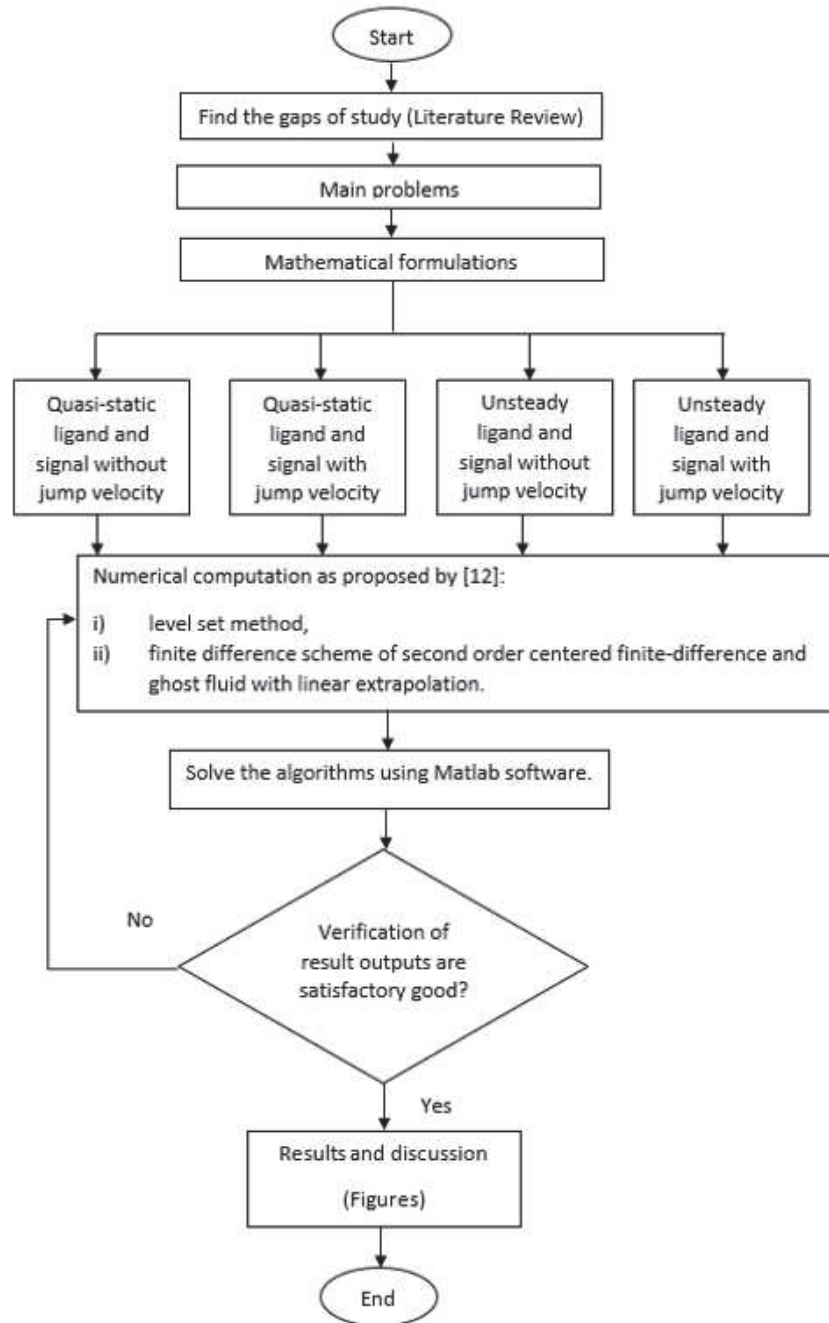 Start
Find the gaps of study (Literature Review)
Main problems
Mathematical formulations
Quasi-static
ligand and
signal without
jump velocity
Quasi-static
ligand and
signal with
jump velocity
Unsteady
ligand and
signal without
jump velocity
Unsteady
ligand and
signal with
jump velocity
Numerical computation as proposed by [12]:
i) level set method,
ii) finite difference scheme of second order centered finite-difference and
ghost fluid with linear extrapolation.
Solve the algorithms using Matlab software.
No
Verification of
result outputs are
satisfactory good?
Yes
Results and discussion
(Figures)
End